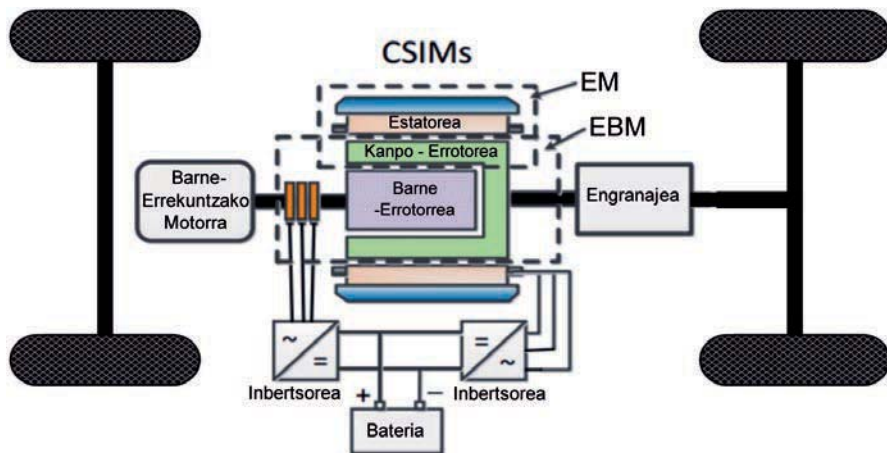 CSIMs
EM
EBM
Estatorea
Kanpo - Errotorea
Barne-
Errekuntzako
Motorra
Barne
-Errotorrea
Engranajea
~
=
=
~
Inbertsorea
+
−
Inbertsorea
Bateria